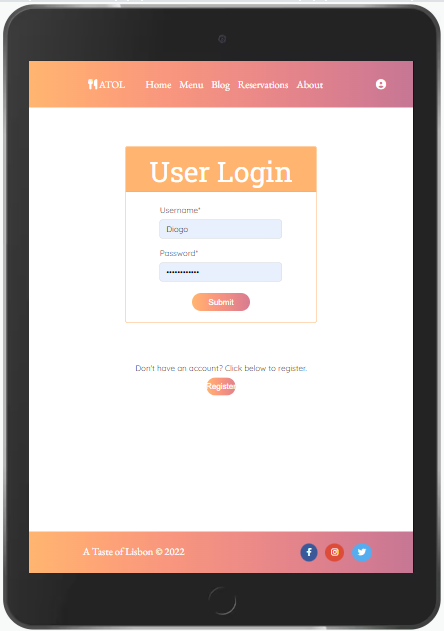 ATOL Home Menu Blog Reservations About
User Login
Username*
Diogo
Password*
••••••••••••
Submit
Don't have an account? Click below to register.
Register
A Taste of Lisbon © 2022